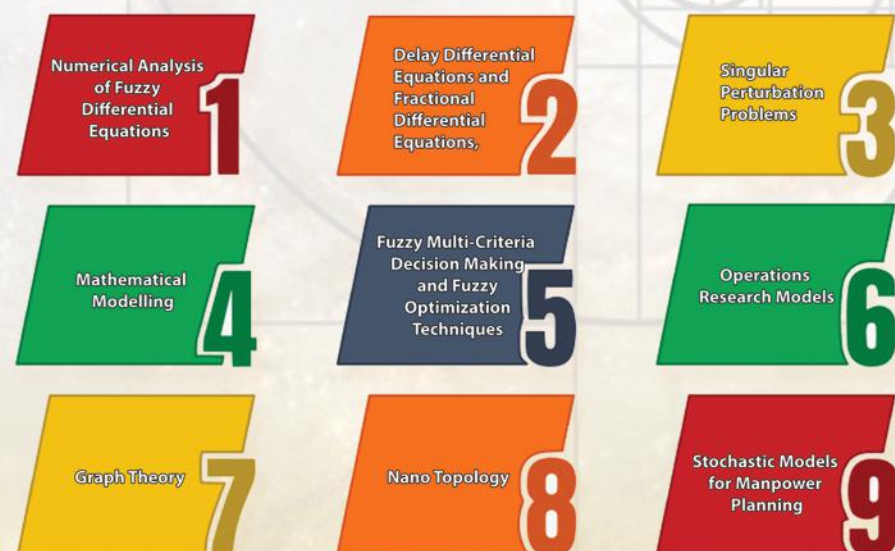 Numerical Analysis
of Fuzzy
Differential
Equations
1
Delay Differential
Equations and
Fractional
Differential
Equations,
2
Singular
Perturbation
Problems
3
Mathematical
Modelling
4
Fuzzy Multi-Criteria
Decision Making
and Fuzzy
Optimization
Techniques
5
Operations
Research Models
6
Graph Theory
7
Nano Topology
8
Stochastic Models
for Manpower
Planning
9